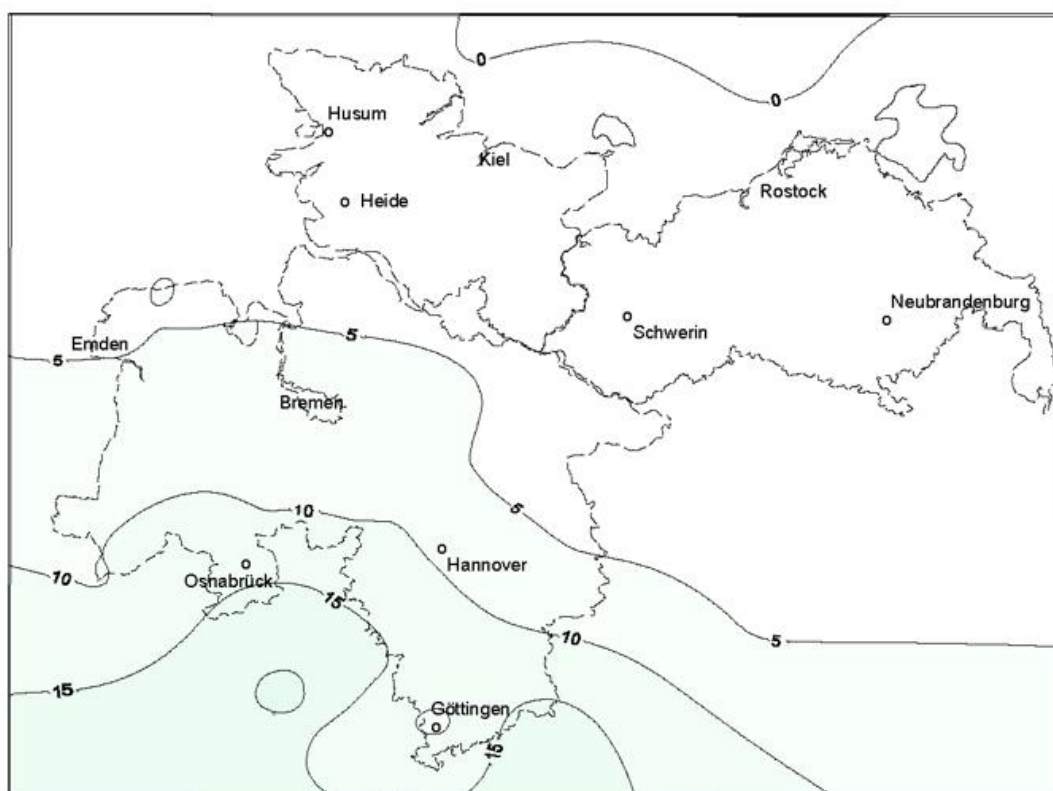 0
0
Husum
Kiel
Heide
Rostock
Neubrandenburg
Schwerin
5
Emden
5
Bremen
5
10
Hannover
10
Osnabrück
15
10
5
15
Göttingen
15